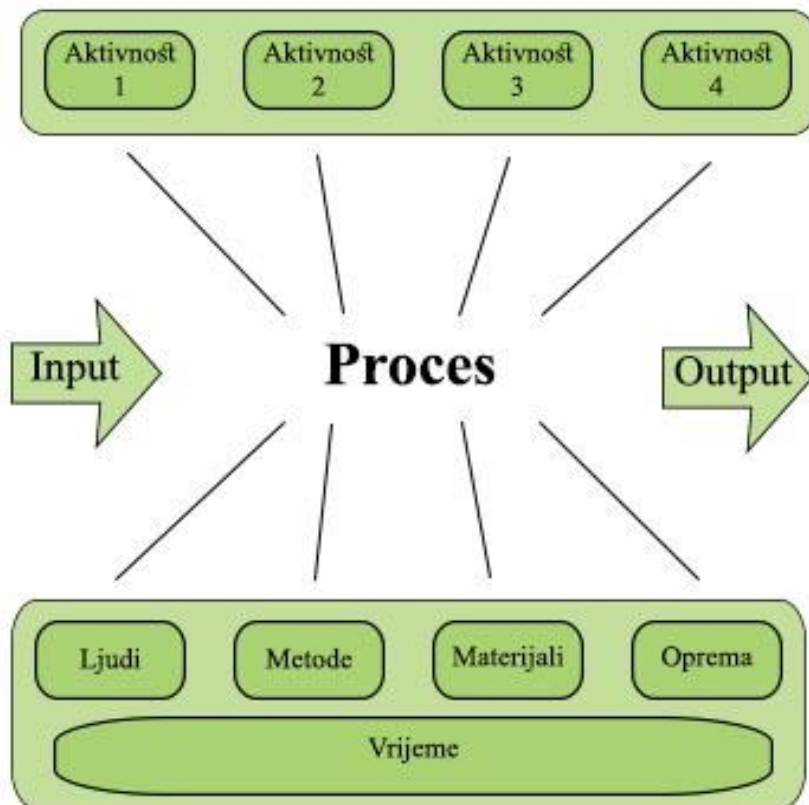 Aktivnost
1
Aktivnost
2
Aktivnost
3
Aktivnost
4
Input
Proces
Output
Ljudi
Metode
Materijali
Oprema
Vrijeme